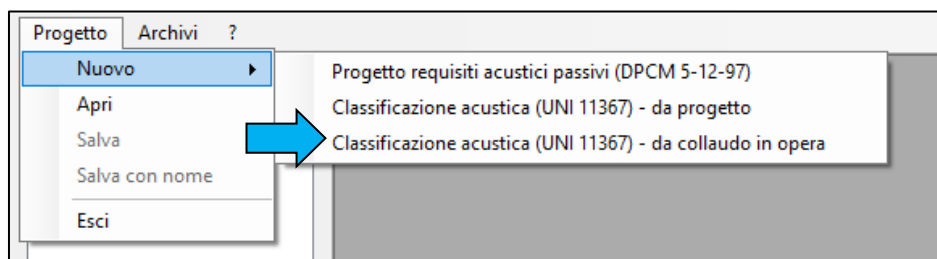 Progetto Archivi ?
Nuovo
Progetto requisiti acustici passivi (DPCM 5-12-97)
Apri
Classificazione acustica (UNI 11367) - da progetto
Salva
Classificazione acustica (UNI 11367) - da collaudo in opera
Salva con nome
Esci